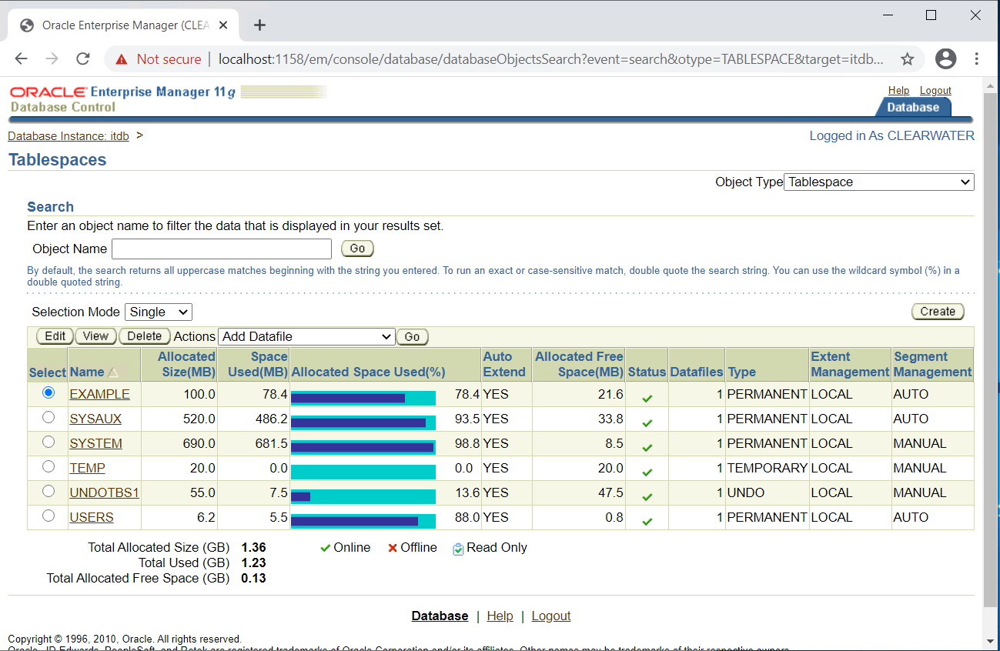 Oracle Enterprise Manager (CLEA
Not secure | localhost:1158/em/console/database/databaseObjectsSearch?event=search&otype=TABLESPACE&target=itdb...
ORACLE Enterprise Manager 11g
Database Control
Help Logout
Database
Database Instance: itdb >
Logged in As CLEARWATER
Tablespaces
Object Type Tablespace
Search
Enter an object name to filter the data that is displayed in your results set.
Object Name Go
By default, the search returns all uppercase matches beginning with the string you entered. To run an exact or case-sensitive match, double quote the search string. You can use the wildcard symbol (%) in a
double quoted string.
Selection Mode Single Create
Edit View Delete Actions Add Datafile Go
Select Name Allocated Size(MB) Space Used(MB) Allocated Space Used(%) Auto Extend Allocated Free Space(MB) Status Datafiles Type Extent Management Segment Management
EXAMPLE 100.0 78.4 78.4 YES 21.6 1 PERMANENT LOCAL AUTO
SYSAUX 520.0 486.2 93.5 YES 33.8 1 PERMANENT LOCAL AUTO
SYSTEM 690.0 681.5 98.8 YES 8.5 1 PERMANENT LOCAL MANUAL
TEMP 20.0 0.0 0.0 YES 20.0 1 TEMPORARY LOCAL MANUAL
UNDOTBS1 55.0 7.5 13.6 YES 47.5 1 UNDO LOCAL MANUAL
USERS 6.2 5.5 88.0 YES 0.8 1 PERMANENT LOCAL AUTO
Total Allocated Size (GB) 1.36 Online Offline Read Only
Total Used (GB) 1.23
Total Allocated Free Space (GB) 0.13
Database | Help | Logout
Copyright © 1996, 2010, Oracle. All rights reserved.
Oracle, JD Edwards, PeopleSoft, and Retek are registered trademarks of Oracle Corporation and/or its affiliates. Other names may be trademarks of their respective owners.